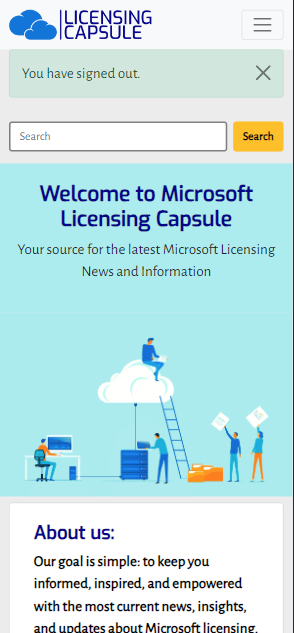 LICENSING
CAPSULE
You have signed out.
Search
Search
Welcome to Microsoft
Licensing Capsule
Your source for the latest Microsoft Licensing
News and Information
About us:
Our goal is simple: to keep you
informed, inspired, and empowered
with the most current news, insights,
and updates about Microsoft licensing.